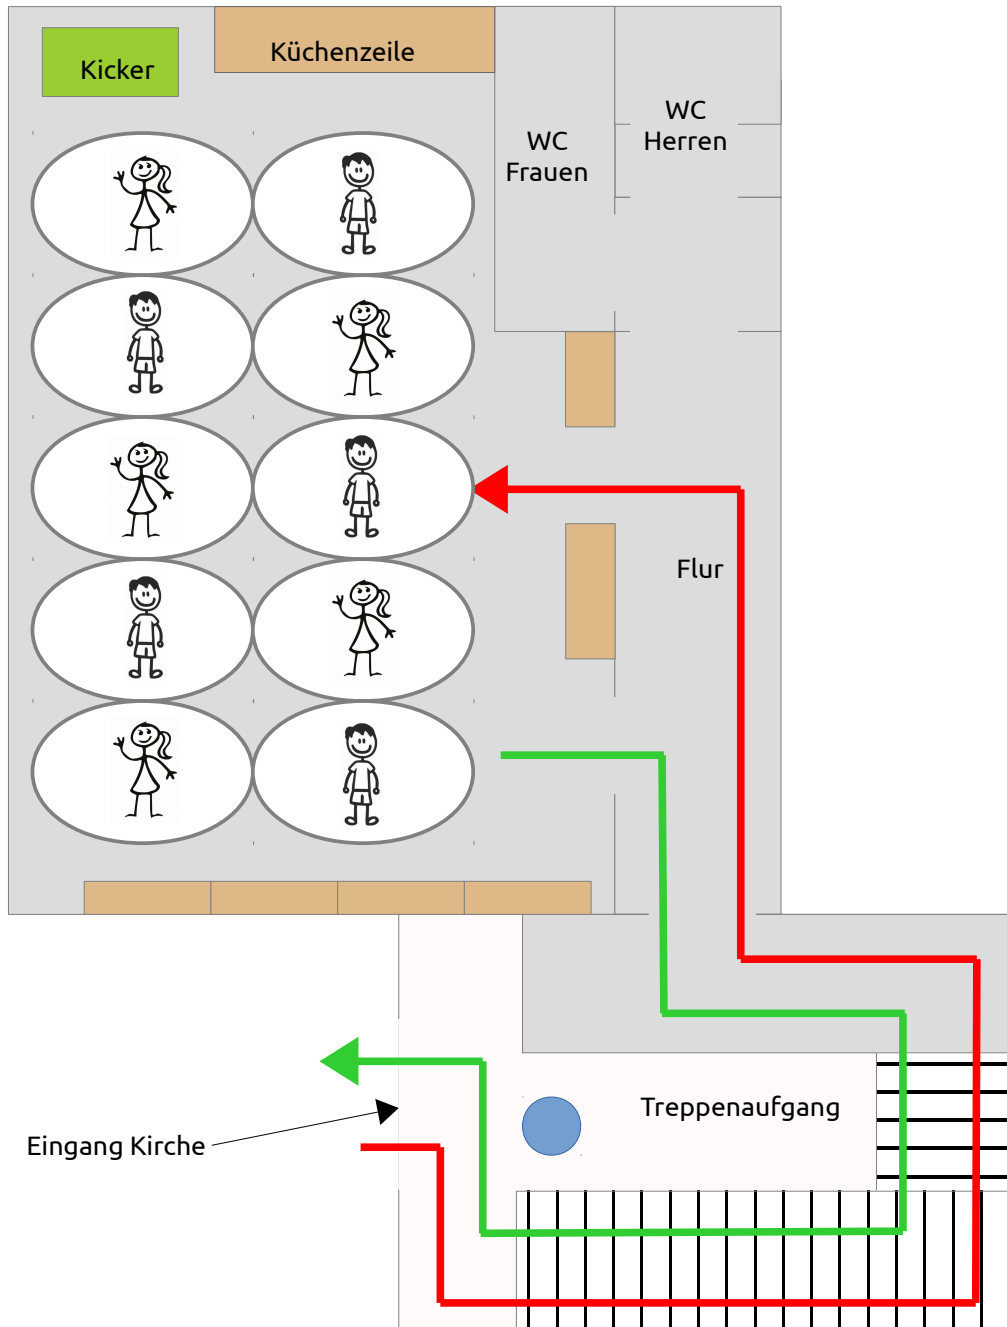 Kicker
Küchenzeile
WC
Frauen
WC
Herren
Flur
Treppenaufgang
Eingang Kirche